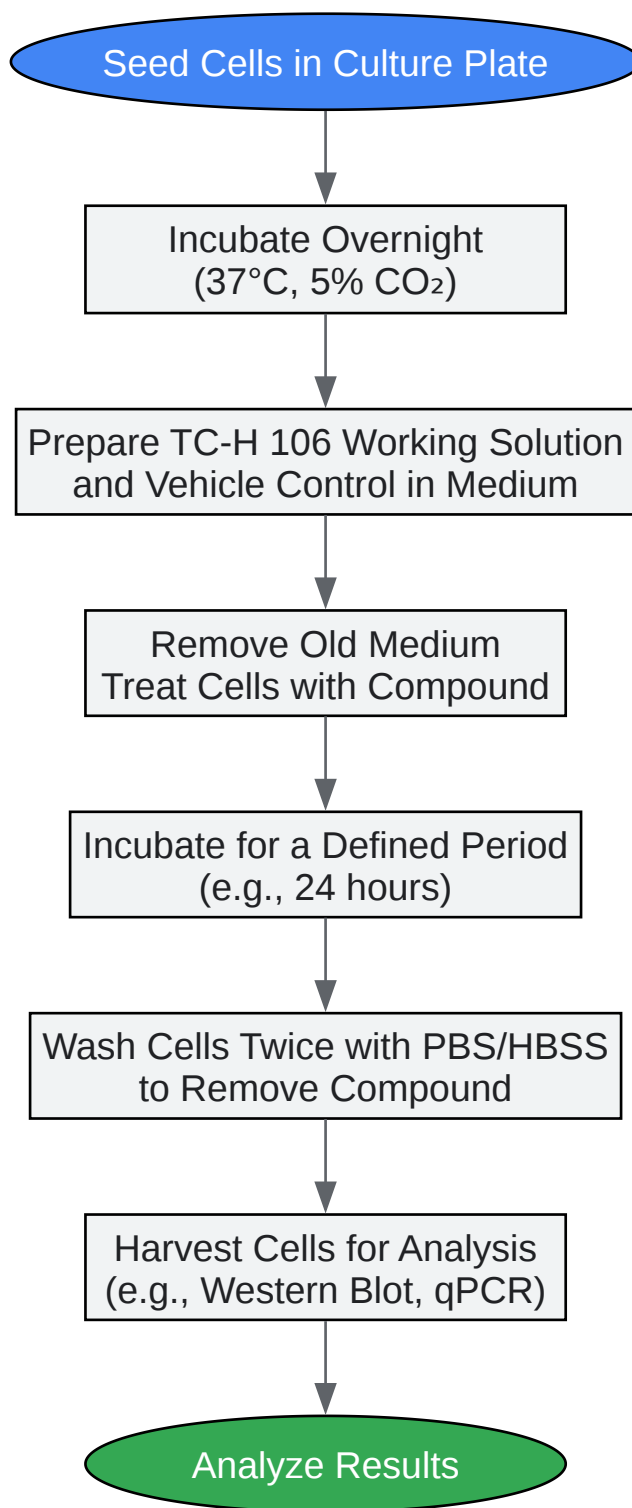 Seed Cells in Culture Plate
Incubate Overnight
(37°C, 5% CO₂)
Prepare TC-H 106 Working Solution
and Vehicle Control in Medium
Remove Old Medium
Treat Cells with Compound
Incubate for a Defined Period
(e.g., 24 hours)
Wash Cells Twice with PBS/HBSS
to Remove Compound
Harvest Cells for Analysis
(e.g., Western Blot, qPCR)
Analyze Results